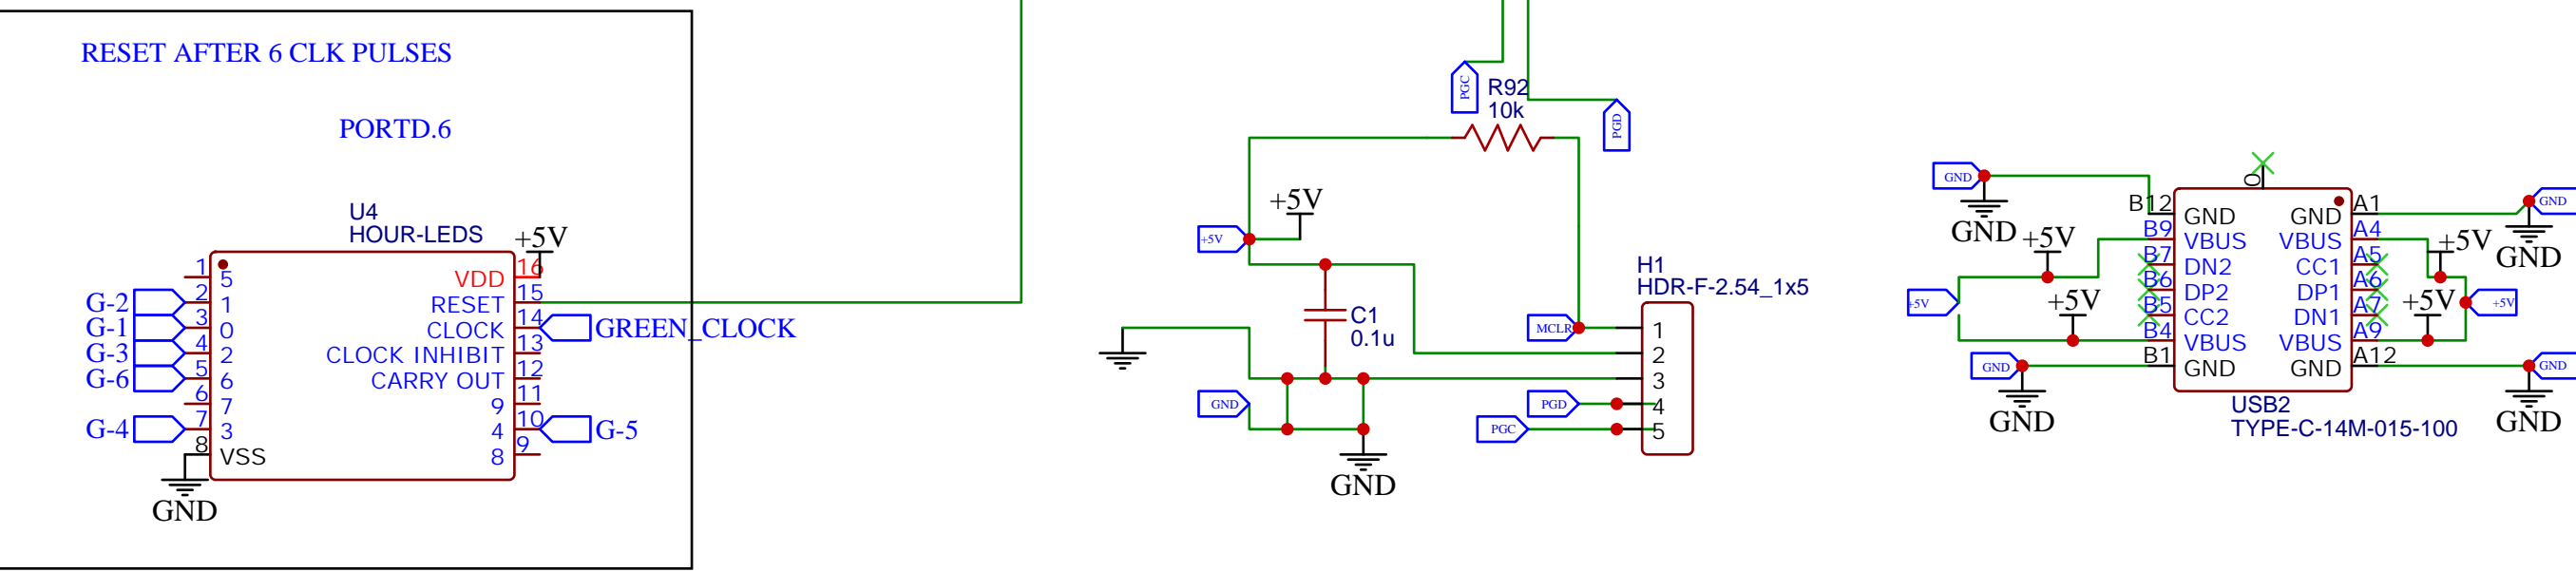 RESET AFTER 6 CLK PULSES
PORTD.6
U4
HOUR-LEDS
+5V
1 5 VDD 16
G-2 2 1 RESET 15
G-1 3 0 CLOCK 14 GREEN_CLOCK
G-3 4 2 CLOCK INHIBIT 13
G-6 5 6 CARRY OUT 12
6 7 9 11
G-4 7 3 4 10 G-5
8 VSS 8 9
GND
PGC
R92
10k
PGD
+5V
+5V
C1
0.1u
GND
GND
H1
HDR-F-2.54_1x5
MCLR 1
2
3
PGD 4
PGC 5
GND
GND
+5V
+5V
+5V
GND
GND
0
B12 GND GND A1
B9 VBUS VBUS A4
B7 DN2 CC1 A5
B6 DP2 DP1 A6
B5 CC2 DN1 A7
B4 VBUS VBUS A9
B1 GND GND A12
USB2
TYPE-C-14M-015-100
GND
GND
+5V
+5V
+5V
GND
GND